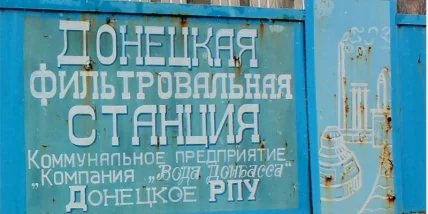 Донецкая
фильтровальная
станция
Коммунальное предприятие
„Компания „Вода Донбасса"
Донецкое РПУ